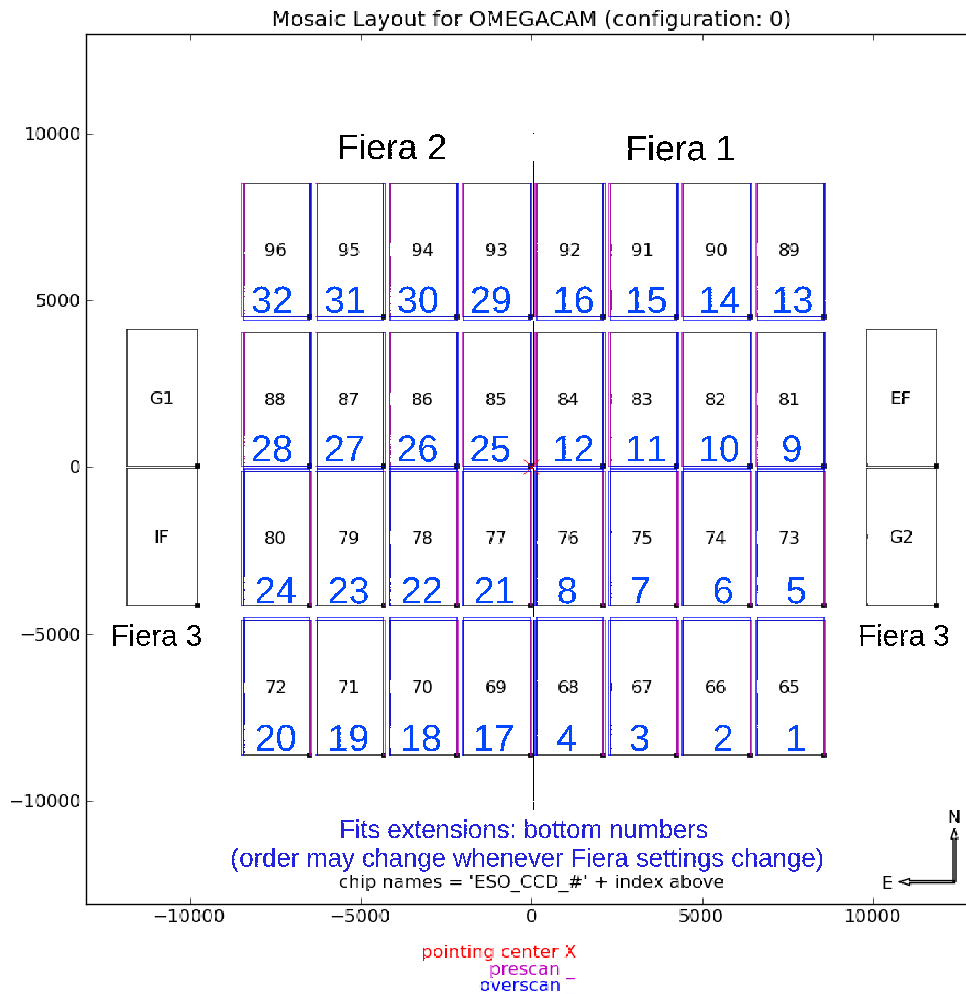 Mosaic Layout for OMEGACAM (configuration: 0)
10000
Fiera 2 Fiera 1
96 95 94 93 92 91 90 89
5000 32 31 30 29 16 15 14 13
G1 88 87 86 85 84 83 82 81 EF
28 27 26 25 12 11 10 9
0 X
IF 80 79 78 77 76 75 74 73 G2
24 23 22 21 8 7 6 5
−5000 Fiera 3 Fiera 3
72 71 70 69 68 67 66 65
20 19 18 17 4 3 2 1
−10000
N
Fits extensions: bottom numbers
(order may change whenever Fiera settings change)
chip names = 'ESO_CCD_#' + index above
E
−10000 −5000 0 5000 10000
pointing center X
prescan _
overscan